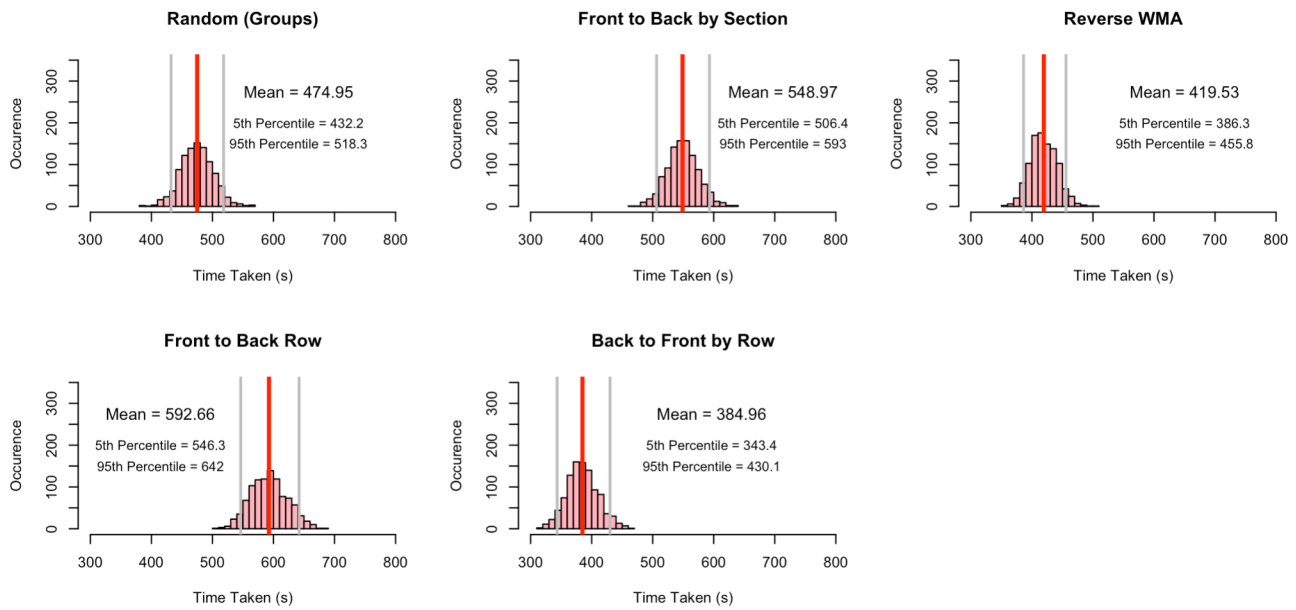 Random (Groups)
Occurence
300
200
100
0
Mean = 474.95
5th Percentile = 432.2
95th Percentile = 518.3
300 400 500 600 700 800
Time Taken (s)
Front to Back by Section
Occurence
300
200
100
0
Mean = 548.97
5th Percentile = 506.4
95th Percentile = 593
300 400 500 600 700 800
Time Taken (s)
Reverse WMA
Occurence
300
200
100
0
Mean = 419.53
5th Percentile = 386.3
95th Percentile = 455.8
300 400 500 600 700 800
Time Taken (s)
Front to Back Row
Occurence
300
200
100
0
Mean = 592.66
5th Percentile = 546.3
95th Percentile = 642
300 400 500 600 700 800
Time Taken (s)
Back to Front by Row
Occurence
300
200
100
0
Mean = 384.96
5th Percentile = 343.4
95th Percentile = 430.1
300 400 500 600 700 800
Time Taken (s)